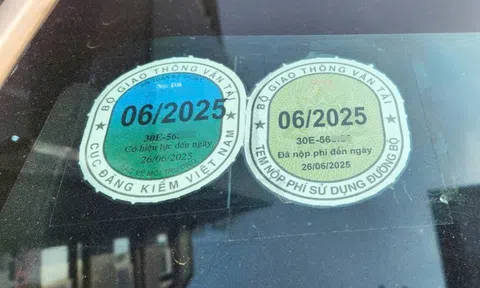 BỘ GIAO THÔNG VẬN TẢI
06/2025
30E-56
Có hiệu lực đến ngày
26/06/2025
CỤC ĐĂNG KIỂM VIỆT NAM
BỘ GIAO THÔNG VẬN TẢI
06/2025
30E-56
Đã nộp phí đến ngày
26/06/2025
TEM NỘP PHÍ SỬ DỤNG ĐƯỜNG BỘ